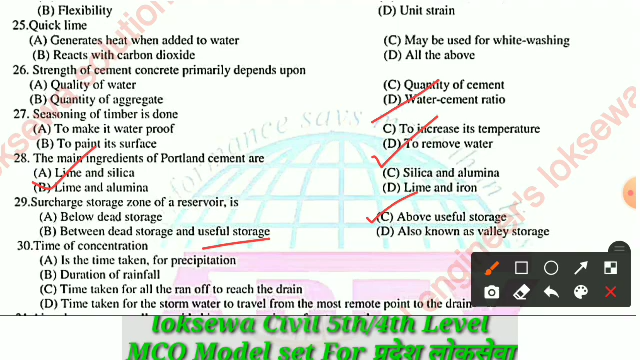 (B) Flexibility (D) Unit strain
25.Quick lime
(A) Generates heat when added to water (C) May be used for white-washing
(B) Reacts with carbon dioxide (D) All the above
26. Strength of cement concrete primarily depends upon
(A) Quality of water (C) Quantity of cement
(B) Quantity of aggregate (D) Water-cement ratio
27. Seasoning of timber is done
(A) To make it water proof C) To increase its temperature
(B) To paint its surface (D) To remove water
28. The main ingredients of Portland cement are
(A) Lime and silica (C) Silica and alumina
(B) Lime and alumina (D) Lime and iron
29.Surcharge storage zone of a reservoir, is
(A) Below dead storage (C) Above useful storage
(B) Between dead storage and useful storage (D) Also known as valley storage
30.Time of concentration
(A) Is the time taken, for precipitation
(B) Duration of rainfall
(C) Time taken for all the ran off to reach the drain
(D) Time taken for the storm water to travel from the most remote point to the drain
loksewa Civil 5th/4th Level
MCQ Model set For प्रदेश लोकसेवा